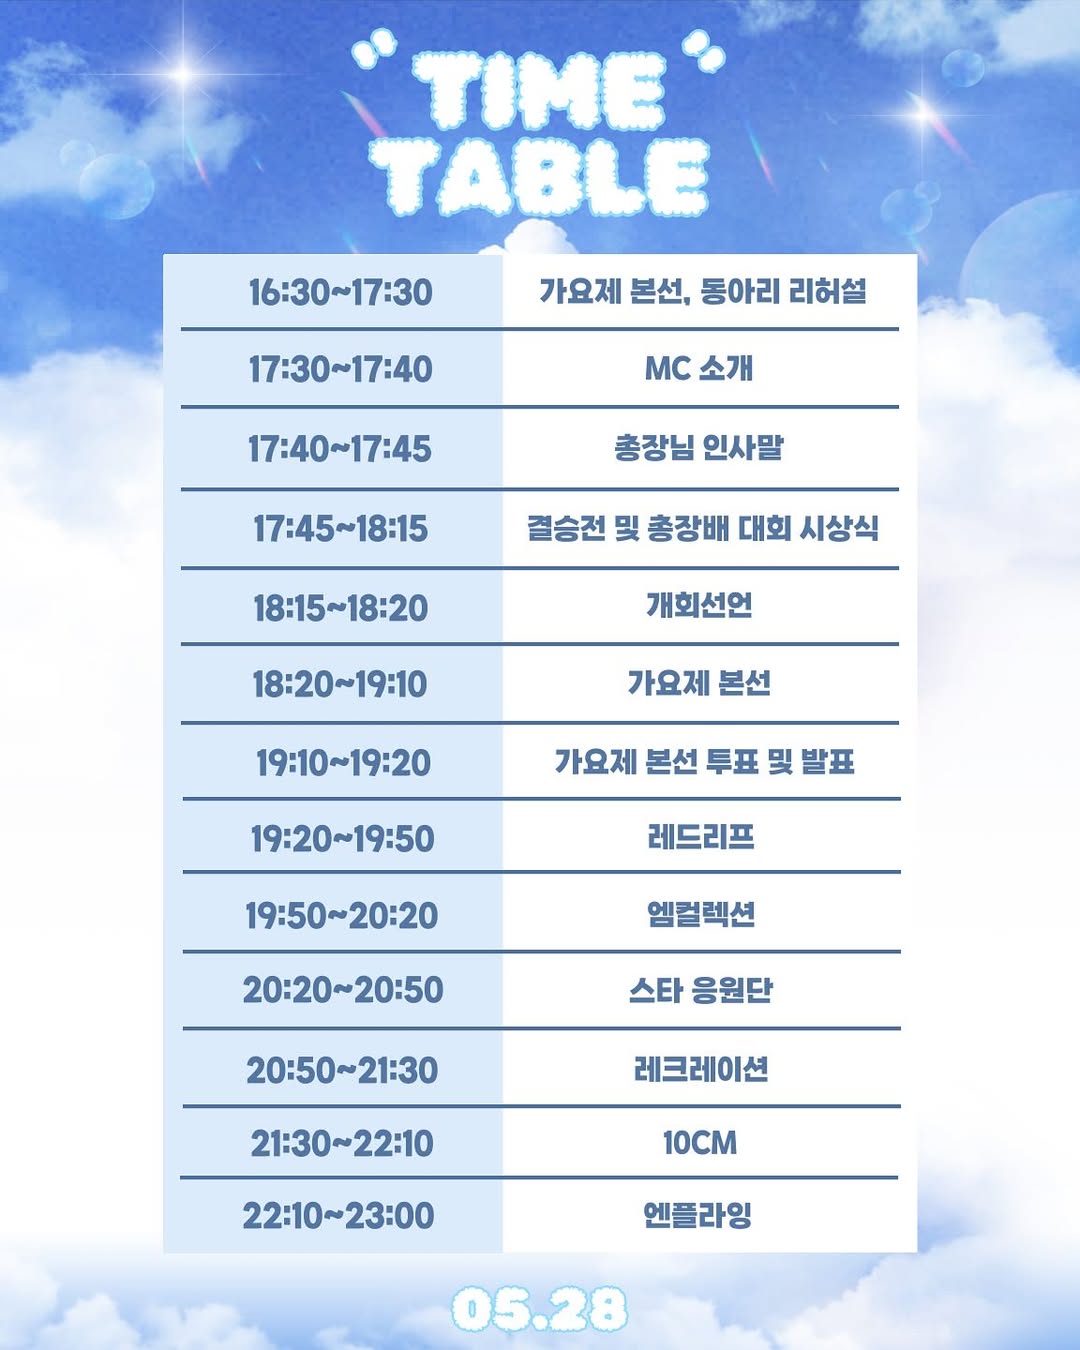 "TIME
TABLE"
16:30~17:30 가요제 본선, 동아리 리허설
17:30~17:40 MC 소개
17:40~17:45 총장님 인사말
17:45~18:15 결승전 및 총장배 대회 시상식
18:15~18:20 개회선언
18:20~19:10 가요제 본선
19:10~19:20 가요제 본선 투표 및 발표
19:20~19:50 레드리프
19:50~20:20 엠컬렉션
20:20~20:50 스타 응원단
20:50~21:30 레크레이션
21:30~22:10 10CM
22:10~23:00 엔플라잉
05.28